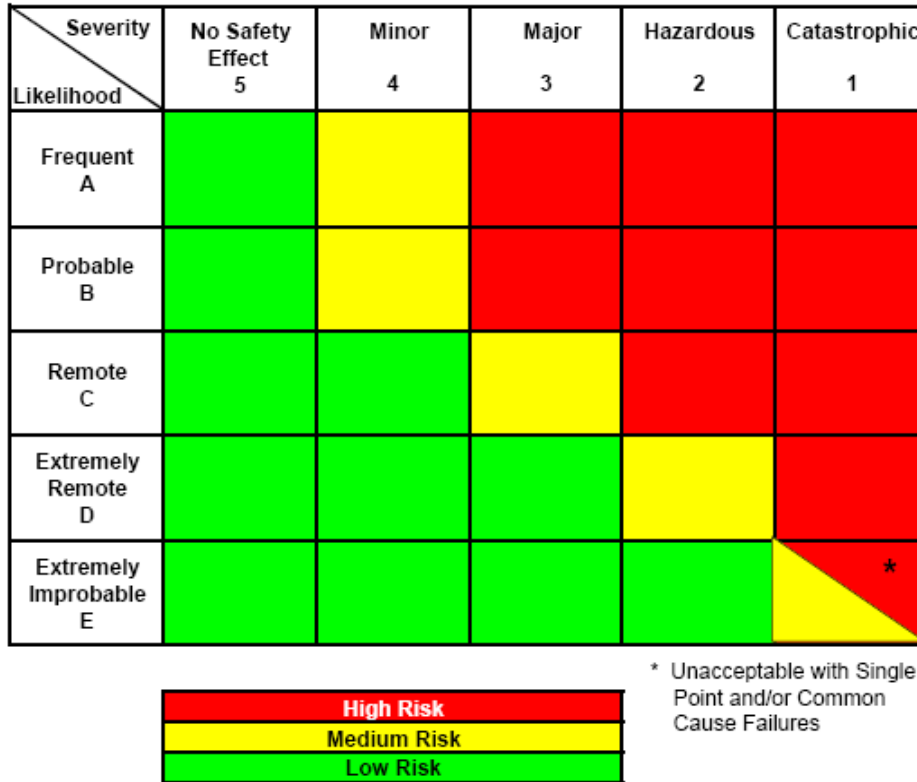 Severity
Likelihood
No Safety
Effect
5
Minor
4
Major
3
Hazardous
2
Catastrophic
1
Frequent
A
Probable
B
Remote
C
Extremely
Remote
D
Extremely
Improbable
E
*
* Unacceptable with Single
Point and/or Common
Cause Failures
High Risk
Medium Risk
Low Risk